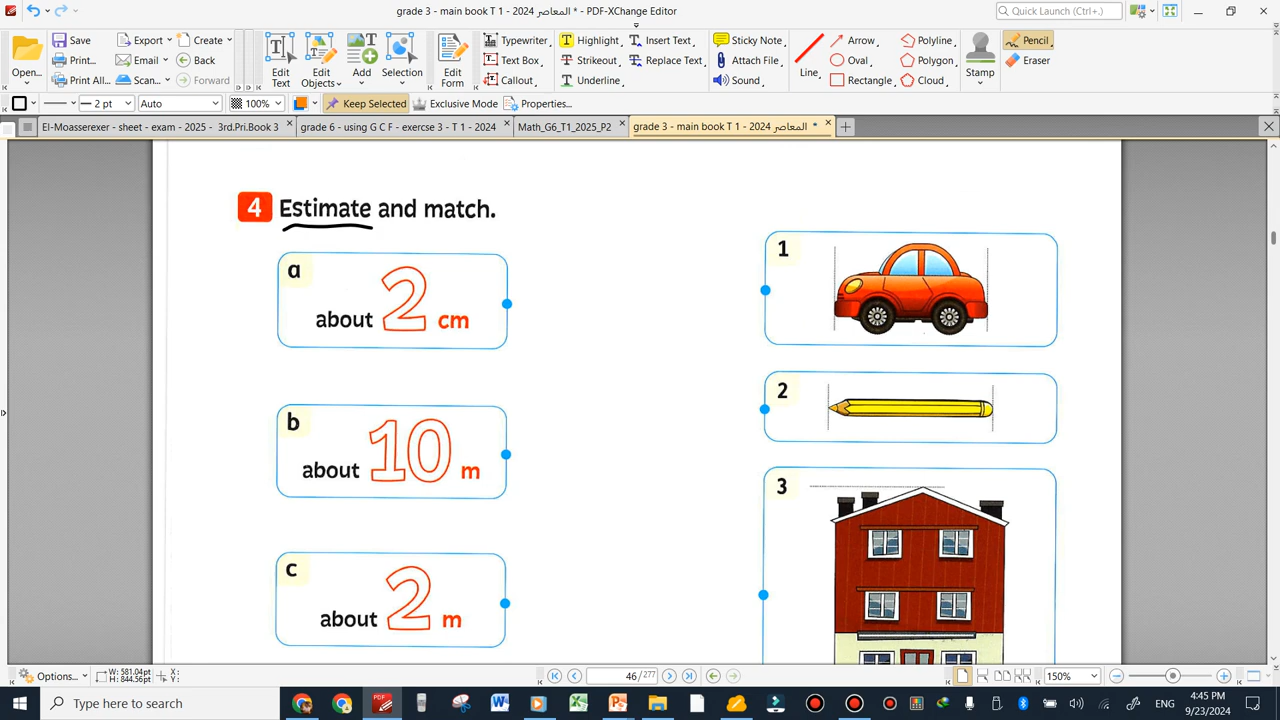 grade 3 - main book T 1 - 2024 المعاصر * - PDF-XChange Editor
Quick Launch (Ctrl+.)
Open...
Save
Print...
Print All...
Export
Email
Scan...
Create
Back
Forward
Edit Text
Edit Objects
Add
Selection
Edit Form
Typewriter
Text Box
Callout
Highlight
Strikeout
Underline
Insert Text
Replace Text
Sticky Note
Attach File
Sound
Line
Arrow
Oval
Rectangle
Polyline
Polygon
Cloud
Stamp
Pencil
Eraser
2 pt
Auto
100%
Keep Selected
Exclusive Mode
Properties...
El-Moasserexer - sheet - exam - 2025 - 3rd.Pri.Book 3
grade 6 - using G C F - exercse 3 - T 1 - 2024
Math_G6_T1_2025_P2
grade 3 - main book T 1 - 2024 المعاصر *
4 Estimate and match.
a
about 2 cm
b
about 10 m
c
about 2 m
1
2
3
Options...
W: 581.04pt
H: 844.56pt
X:
Y:
46 / 277
150%
Type here to search
ENG
4:45 PM
9/23/2024